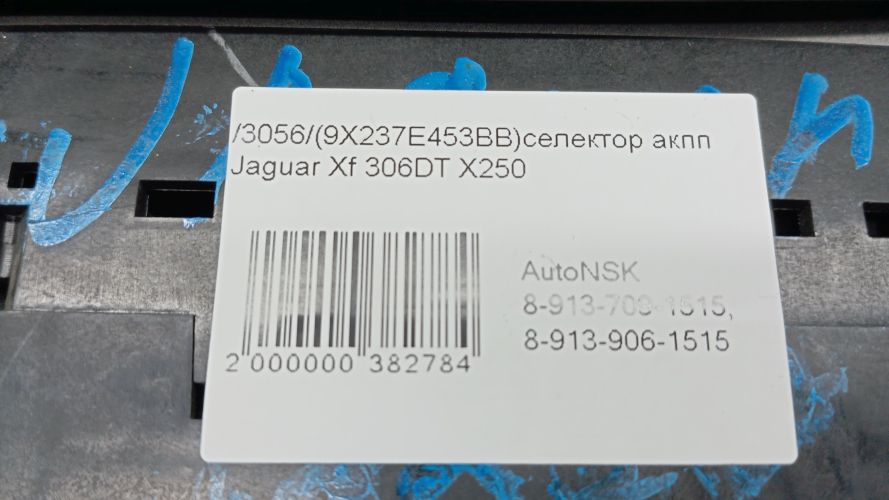 /3056/(9X237E453BB)селектор акпп
Jaguar Xf 306DT X250
AutoNSK
8-913-709-1515,
8-913-906-1515
2 000000 382784